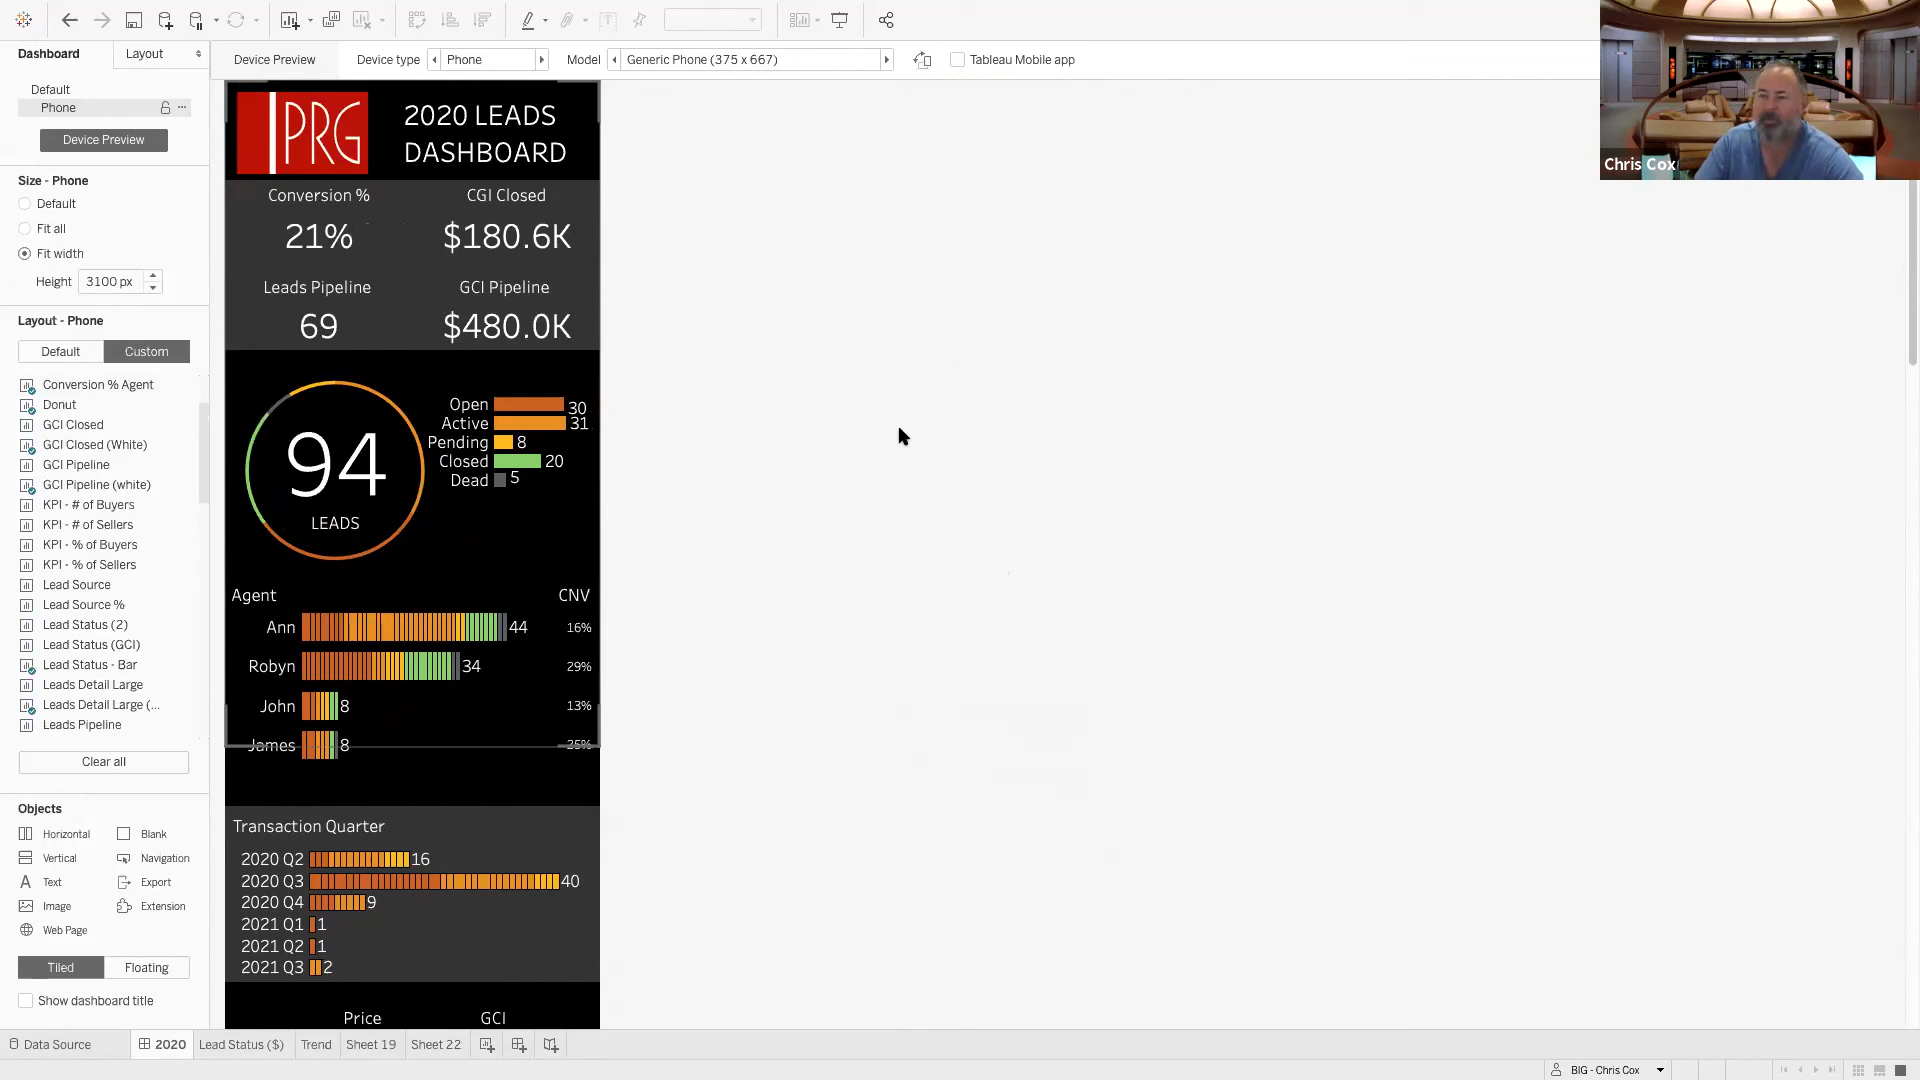 Dashboard
Layout
Device Preview
Device type
Phone
Model
Generic Phone (375 x 667)
Tableau Mobile app
Default
Phone
Device Preview
Size - Phone
Default
Fit all
Fit width
Height 3100 px
Layout - Phone
Default
Custom
Conversion % Agent
Donut
GCI Closed
GCI Closed (White)
GCI Pipeline
GCI Pipeline (white)
KPI - # of Buyers
KPI - # of Sellers
KPI - % of Buyers
KPI - % of Sellers
Lead Source
Lead Source %
Lead Status (2)
Lead Status (GCI)
Lead Status - Bar
Leads Detail Large
Leads Detail Large (...
Leads Pipeline
Clear all
Objects
Horizontal
Blank
Vertical
Navigation
A Text
Export
Image
Extension
Web Page
Tiled
Floating
Show dashboard title
PRG
2020 LEADS
DASHBOARD
Conversion %
CGI Closed
21%
$180.6K
Leads Pipeline
GCI Pipeline
69
$480.0K
94
LEADS
Open 30
Active 31
Pending 8
Closed 20
Dead 5
Agent
CNV
Ann 44 16%
Robyn 34 29%
John 8 13%
James 8 25%
Transaction Quarter
2020 Q2 16
2020 Q3 40
2020 Q4 9
2021 Q1 1
2021 Q2 1
2021 Q3 2
Price
GCI
Chris Cox
Data Source
2020
Lead Status ($)
Trend
Sheet 19
Sheet 22
BIG - Chris Cox